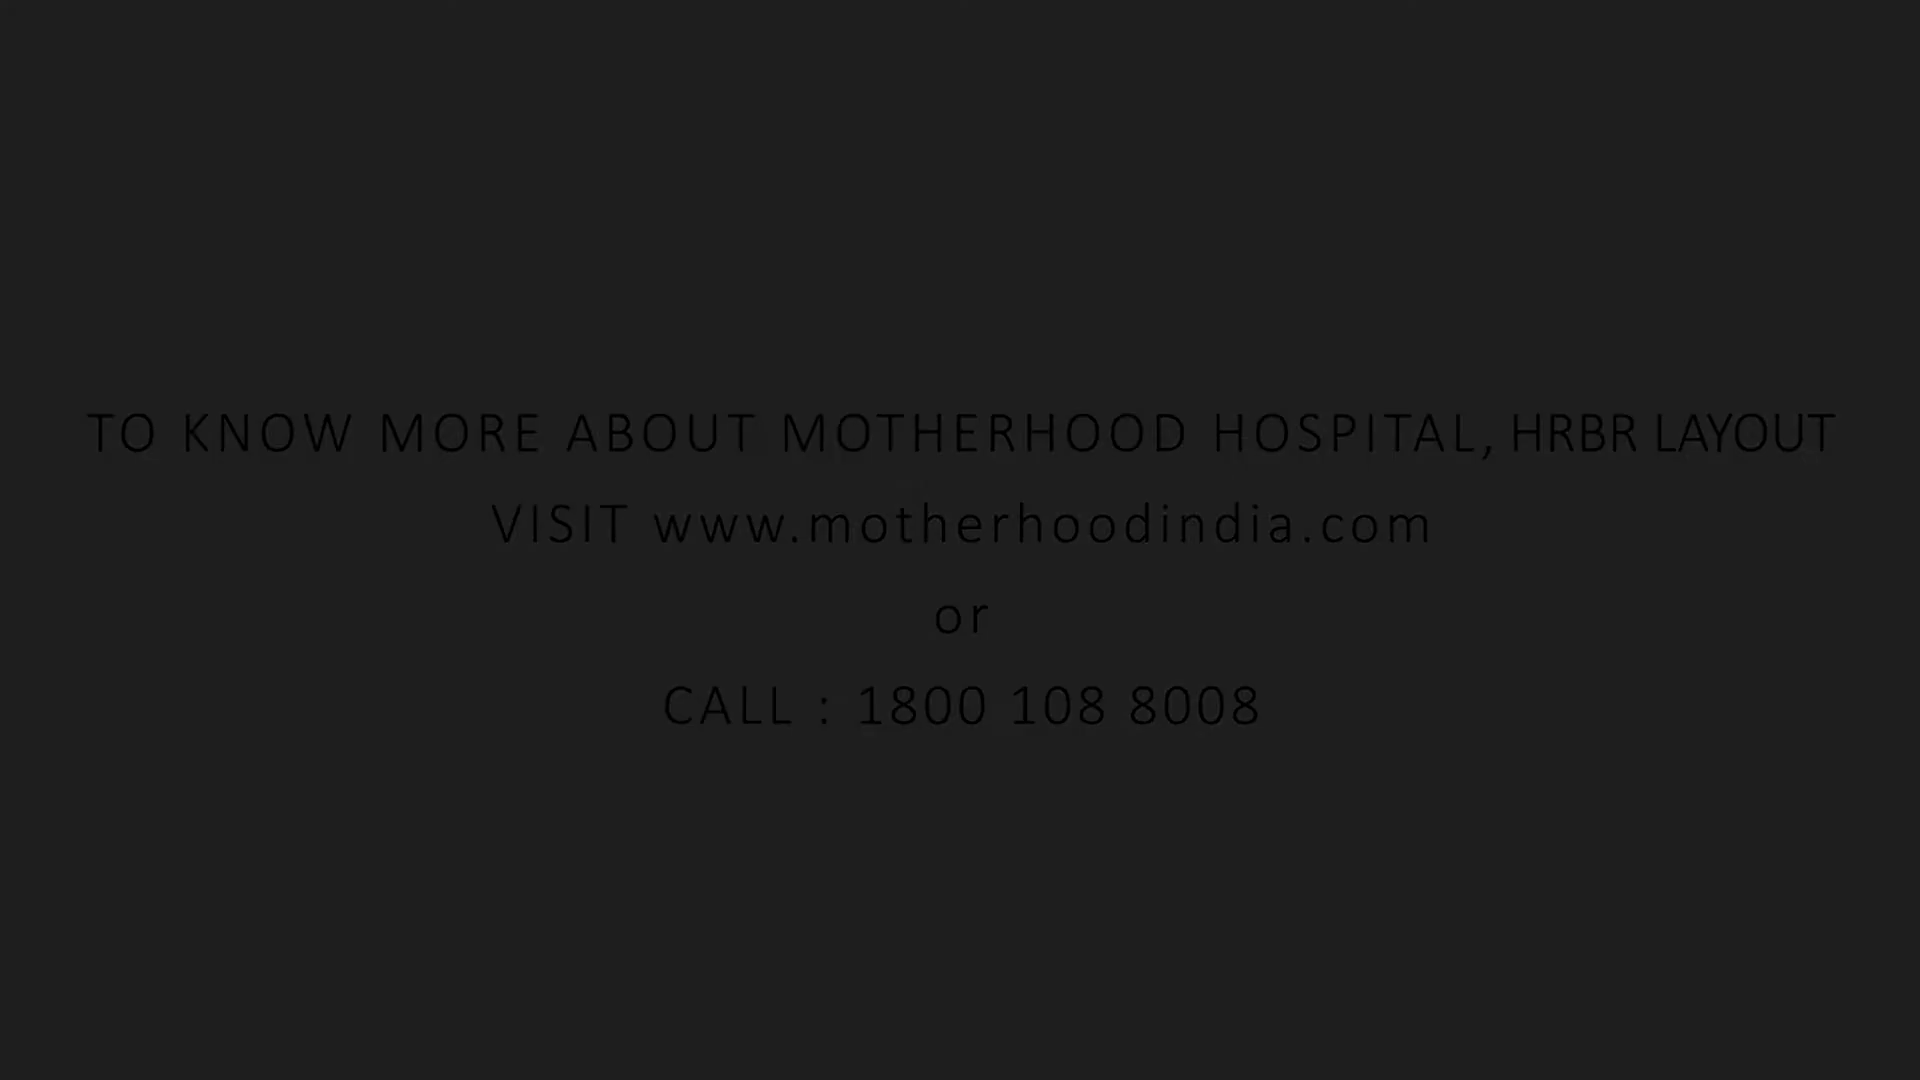 TO KNOW MORE ABOUT MOTHERHOOD HOSPITAL, HRBR LAYOUT
VISIT www.motherhoodindia.com
or
CALL : 1800 108 8008